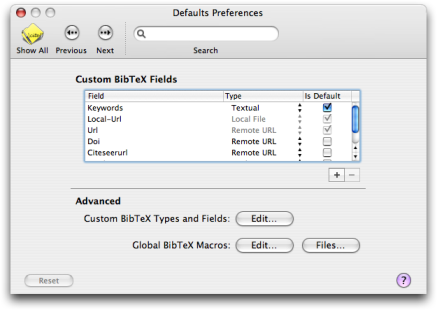 Defaults Preferences
Show All Previous Next Search
Custom BibTeX Fields
Field Type Is Default
Keywords Textual
Local-Url Local File
Url Remote URL
Doi Remote URL
Citeseerurl Remote URL
+ −
Advanced
Custom BibTeX Types and Fields: Edit...
Global BibTeX Macros: Edit... Files...
Reset ?